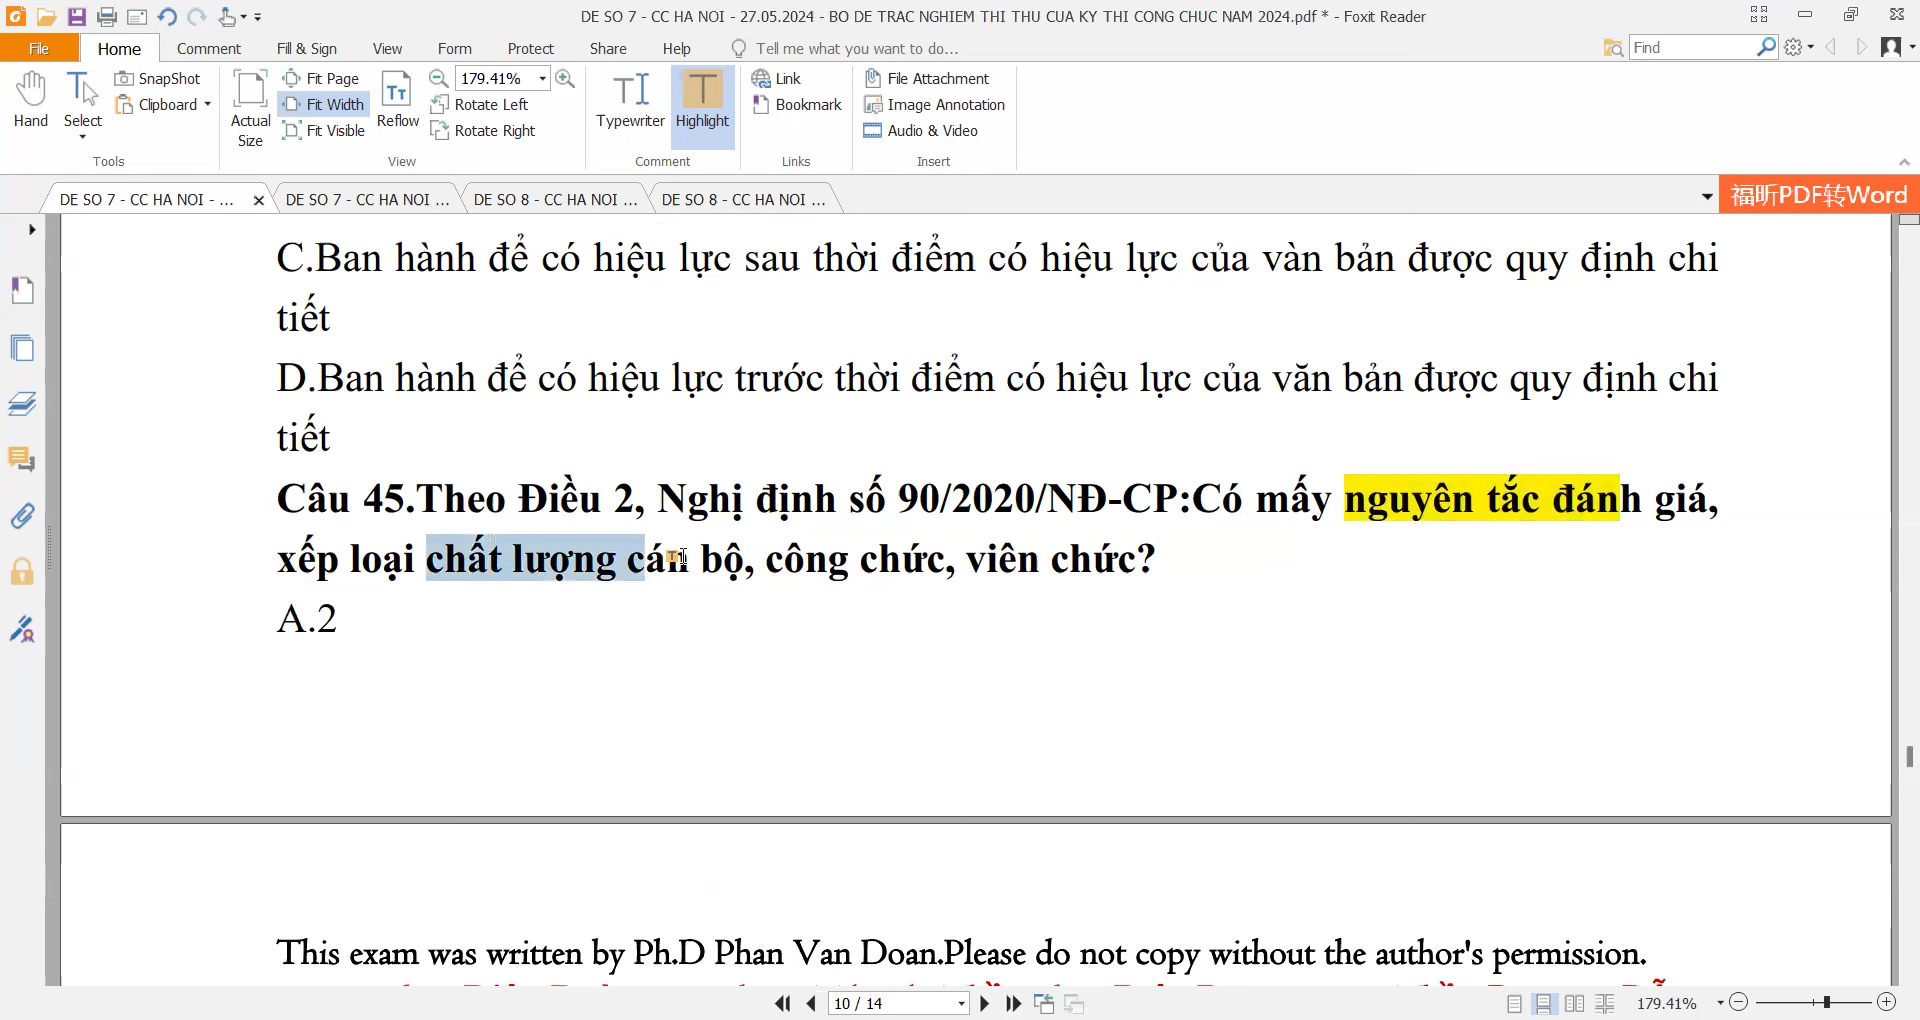 DE SO 7 - CC HA NOI - 27.05.2024 - BO DE TRAC NGHIEM THI THU CUA KY THI CONG CHUC NAM 2024.pdf * - Foxit Reader
File Home Comment Fill & Sign View Form Protect Share Help Tell me what you want to do... Find
SnapShot Fit Page 179.41% Link File Attachment
Clipboard Fit Width Rotate Left Bookmark Image Annotation
Hand Select Actual Size Fit Visible Reflow Rotate Right Typewriter Highlight Audio & Video
Tools View Comment Links Insert
DE SO 7 - CC HA NOI - ... DE SO 7 - CC HA NOI ... DE SO 8 - CC HA NOI ... DE SO 8 - CC HA NOI ... 福昕PDF转Word
C.Ban hành để có hiệu lực sau thời điểm có hiệu lực của vàn bản được quy định chi
tiết
D.Ban hành để có hiệu lực trước thời điểm có hiệu lực của văn bản được quy định chi
tiết
Câu 45.Theo Điều 2, Nghị định số 90/2020/NĐ-CP:Có mấy nguyên tắc đánh giá,
xếp loại chất lượng cán bộ, công chức, viên chức?
A.2
This exam was written by Ph.D Phan Van Doan.Please do not copy without the author's permission.
10 / 14 179.41%